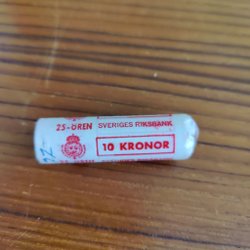 25-ÖREN SVERIGES RIKSBANK
10 KRONOR